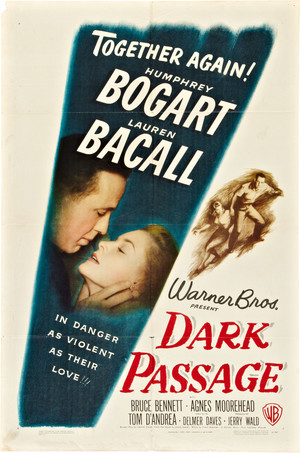 TOGETHER AGAIN!
HUMPHREY
BOGART
LAUREN
BACALL
IN DANGER
AS VIOLENT
AS THEIR
LOVE!!!
Warner Bros.
PRESENT
DARK
PASSAGE
BRUCE BENNETT · AGNES MOOREHEAD
TOM D'ANDREA · DELMER DAVES · JERRY WALD
WB